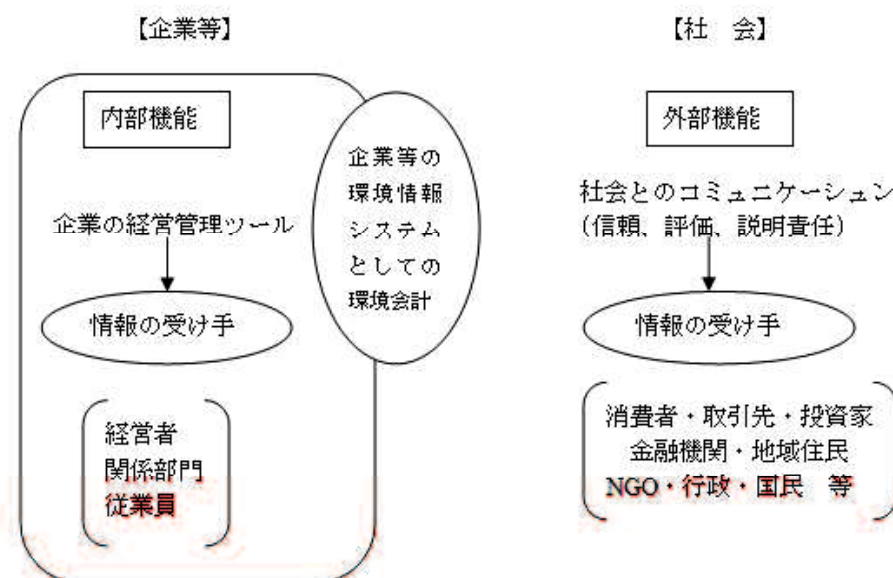 【企業等】
内部機能
企業の経営管理ツール
情報の受け手
経営者
関係部門
従業員
企業等の
環境情報
システム
としての
環境会計
【社　会】
外部機能
社会とのコミュニケーション
(信頼、評価、説明責任)
情報の受け手
消費者・取引先・投資家
金融機関・地域住民
NGO・行政・国民　等